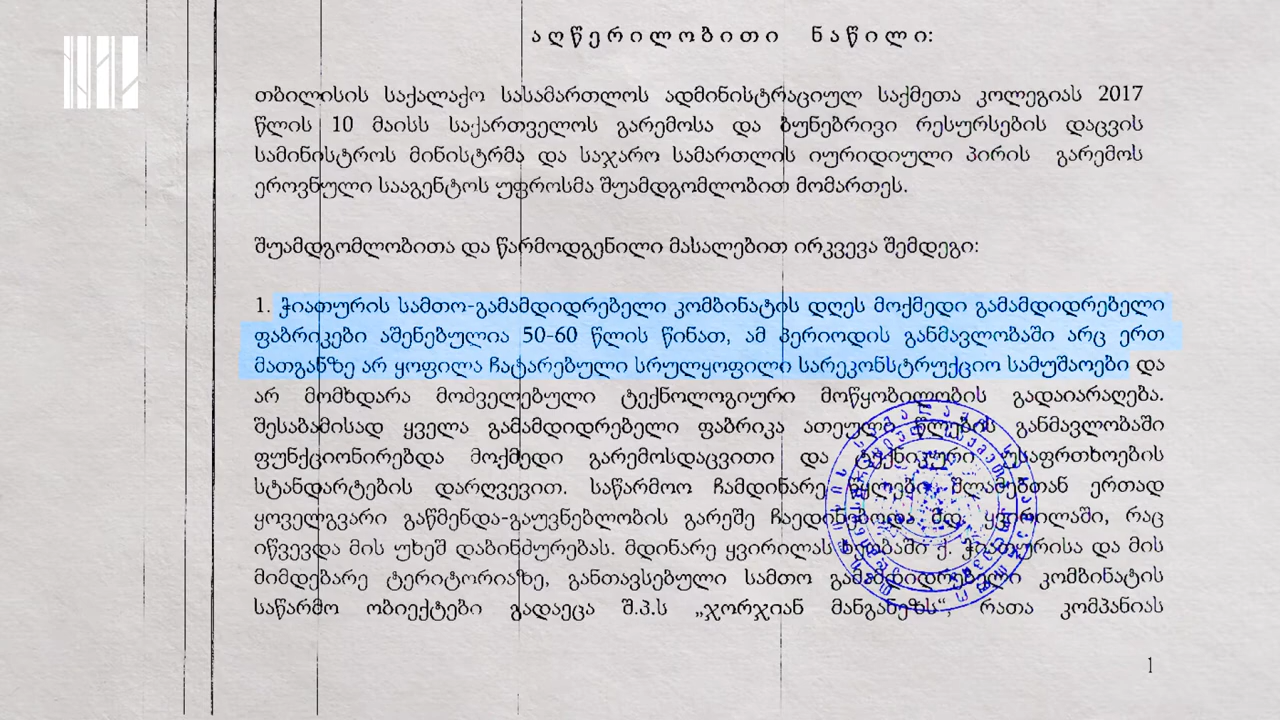 აღწერილობითი ნაწილი:
თბილისის საქალაქო სასამართლოს ადმინისტრაციულ საქმეთა კოლეგიას 2017
წლის 10 მაისს საქართველოს გარემოსა და ბუნებრივი რესურსების დაცვის
სამინისტროს მინისტრმა და საჯარო სამართლის იურიდიული პირის გარემოს
ეროვნული სააგენტოს უფროსმა შუამდგომლობით მომართეს.
შუამდგომლობითა და წარმოდგენილი მასალებით ირკვევა შემდეგი:
1. ჭიათურის სამთო-გამამდიდრებელი კომბინატის დღეს მოქმედი გამამდიდრებელი
ფაბრიკები აშენებულია 50-60 წლის წინათ, ამ პერიოდის განმავლობაში არც ერთ
მათგანზე არ ყოფილა ჩატარებული სრულყოფილი სარეკონსტრუქციო სამუშაოები და
არ მომხდარა მოძველებული ტექნოლოგიური მოწყობილობის გადაიარაღება.
შესაბამისად ყველა გამამდიდრებელი ფაბრიკა ათეულ წლების განმავლობაში
ფუნქციონირებდა მოქმედი გარემოსდაცვითი და ტექნიკური უსაფრთხოების
სტანდარტების დარღვევით. საწარმოო ჩამდინარე წყლები შლამებთან ერთად
ყოველგვარი გაწმენდა-გაუვნებლობის გარეშე ჩაედინებოდა მდ. ყვირილაში, რაც
იწვევდა მის უხეშ დაბინძურებას. მდინარე ყვირილას ხეობაში ქ. ჭიათურისა და მის
მიმდებარე ტერიტორიაზე, განთავსებული სამთო გამამდიდრებელი კომბინატის
საწარმო ობიექტები გადაეცა შ.პ.ს „ჯორჯიან მანგანეზს“, რათა კომპანიას
1